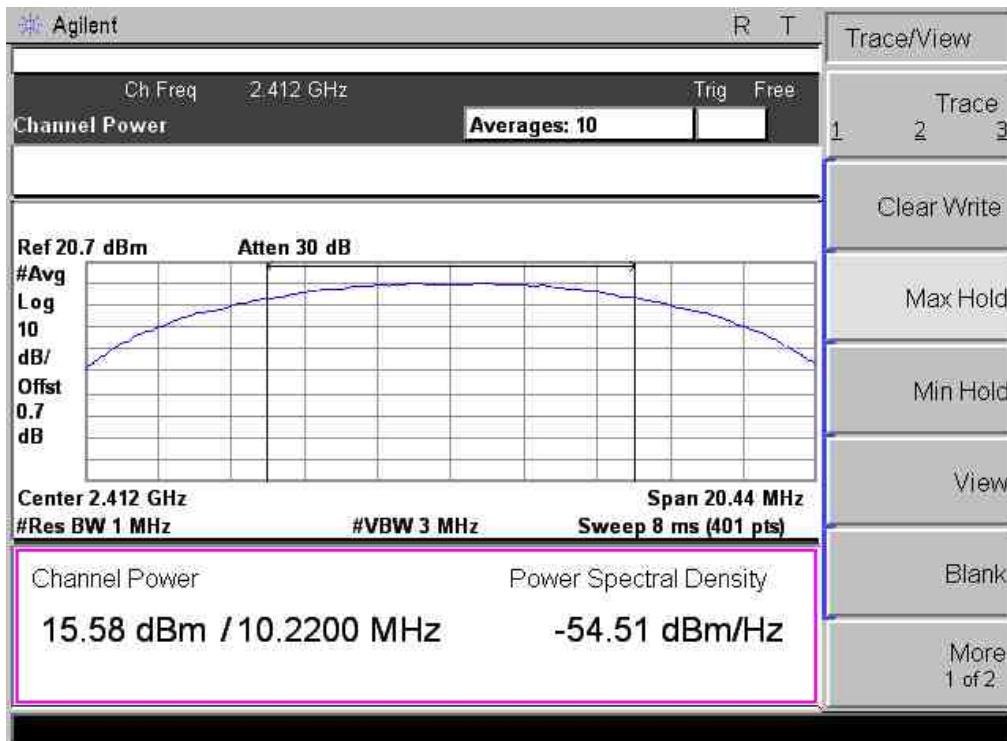 Agilent R T
Trace/View
Ch Freq 2.412 GHz Trig Free
Channel Power Averages: 10
Trace
1 2 3
Clear Write
Ref 20.7 dBm Atten 30 dB
#Avg
Log
10
dB/
Offst
0.7
dB
Max Hold
Min Hold
Center 2.412 GHz Span 20.44 MHz
#Res BW 1 MHz #VBW 3 MHz Sweep 8 ms (401 pts)
View
Channel Power Power Spectral Density
15.58 dBm / 10.2200 MHz -54.51 dBm/Hz
Blank
More
1 of 2